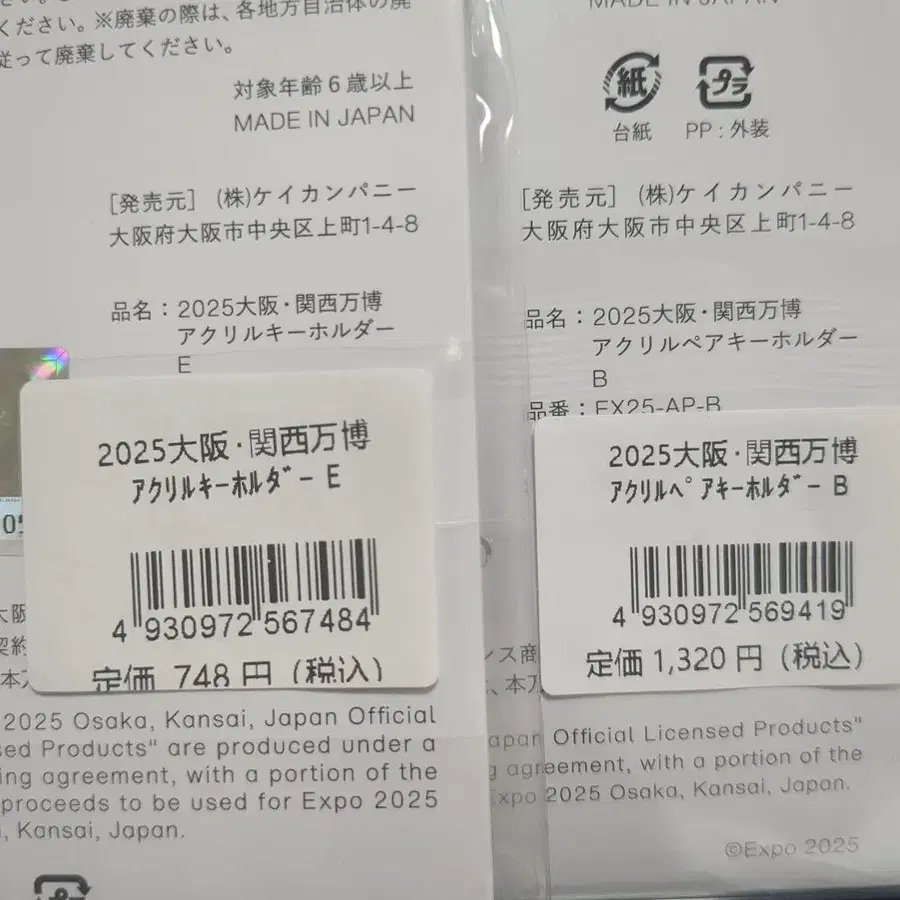 ください。※廃棄の際は、各地方自治体の廃
従って廃棄してください。
対象年齢6歳以上
MADE IN JAPAN
[発売元] (株)ケイカンパニー
大阪府大阪市中央区上町1-4-8
品名：2025大阪・関西万博
アクリルキーホルダー
E
2025大阪・関西万博
ｱｸﾘﾙｷｰﾎﾙﾀﾞｰ E
4 930972 567484
定価 748 円 (税込)
2025 Osaka, Kansai, Japan Official
sed Products" are produced under a
ing agreement, with a portion of the
proceeds to be used for Expo 2025
, Kansai, Japan.
MADE IN JAPAN
紙
プラ
台紙
PP：外装
[発売元] (株)ケイカンパニー
大阪府大阪市中央区上町1-4-8
品名：2025大阪・関西万博
アクリルペアキーホルダー
B
品番：EX25-AP-B
2025大阪・関西万博
ｱｸﾘﾙﾍﾟｱｷｰﾎﾙﾀﾞｰ B
4 930972 569419
定価 1,320 円 (税込)
ンス商
、本
apan Official Licensed Products"
g agreement, with a portion of the
Expo 2025 Osaka, Kansai, Japan.
©Expo 2025